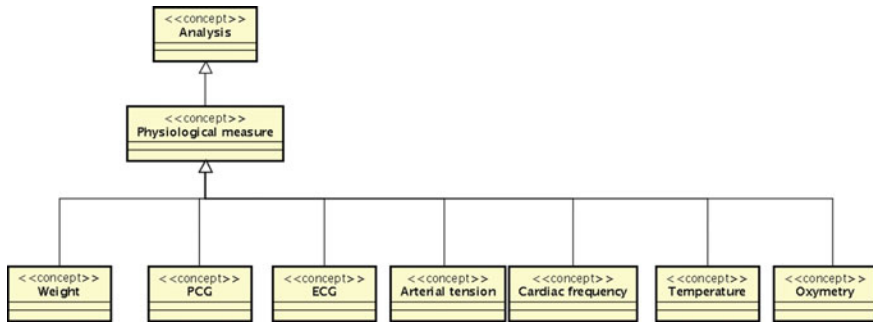 <<concept>>
Analysis
<<concept>>
Physiological measure
<<concept>>
Weight
<<concept>>
PCG
<<concept>>
ECG
<<concept>>
Arterial tension
<<concept>>
Cardiac frequency
<<concept>>
Temperature
<<concept>>
Oxymetry